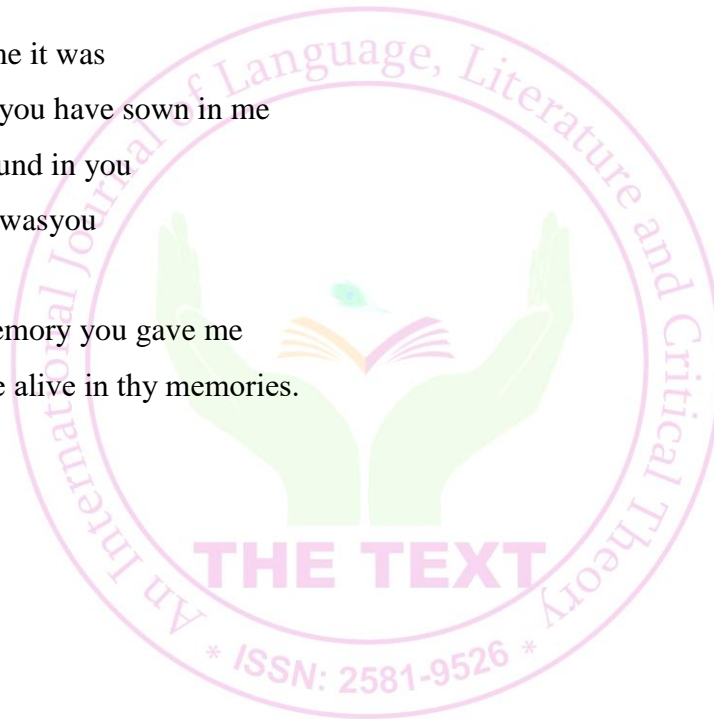 ne it was
you have sown in me
und in you
wasyou
emory you gave me
e alive in thy memories.
An International Journal of Language, Literature and Critical Theory
THE TEXT
* ISSN: 2581-9526 *